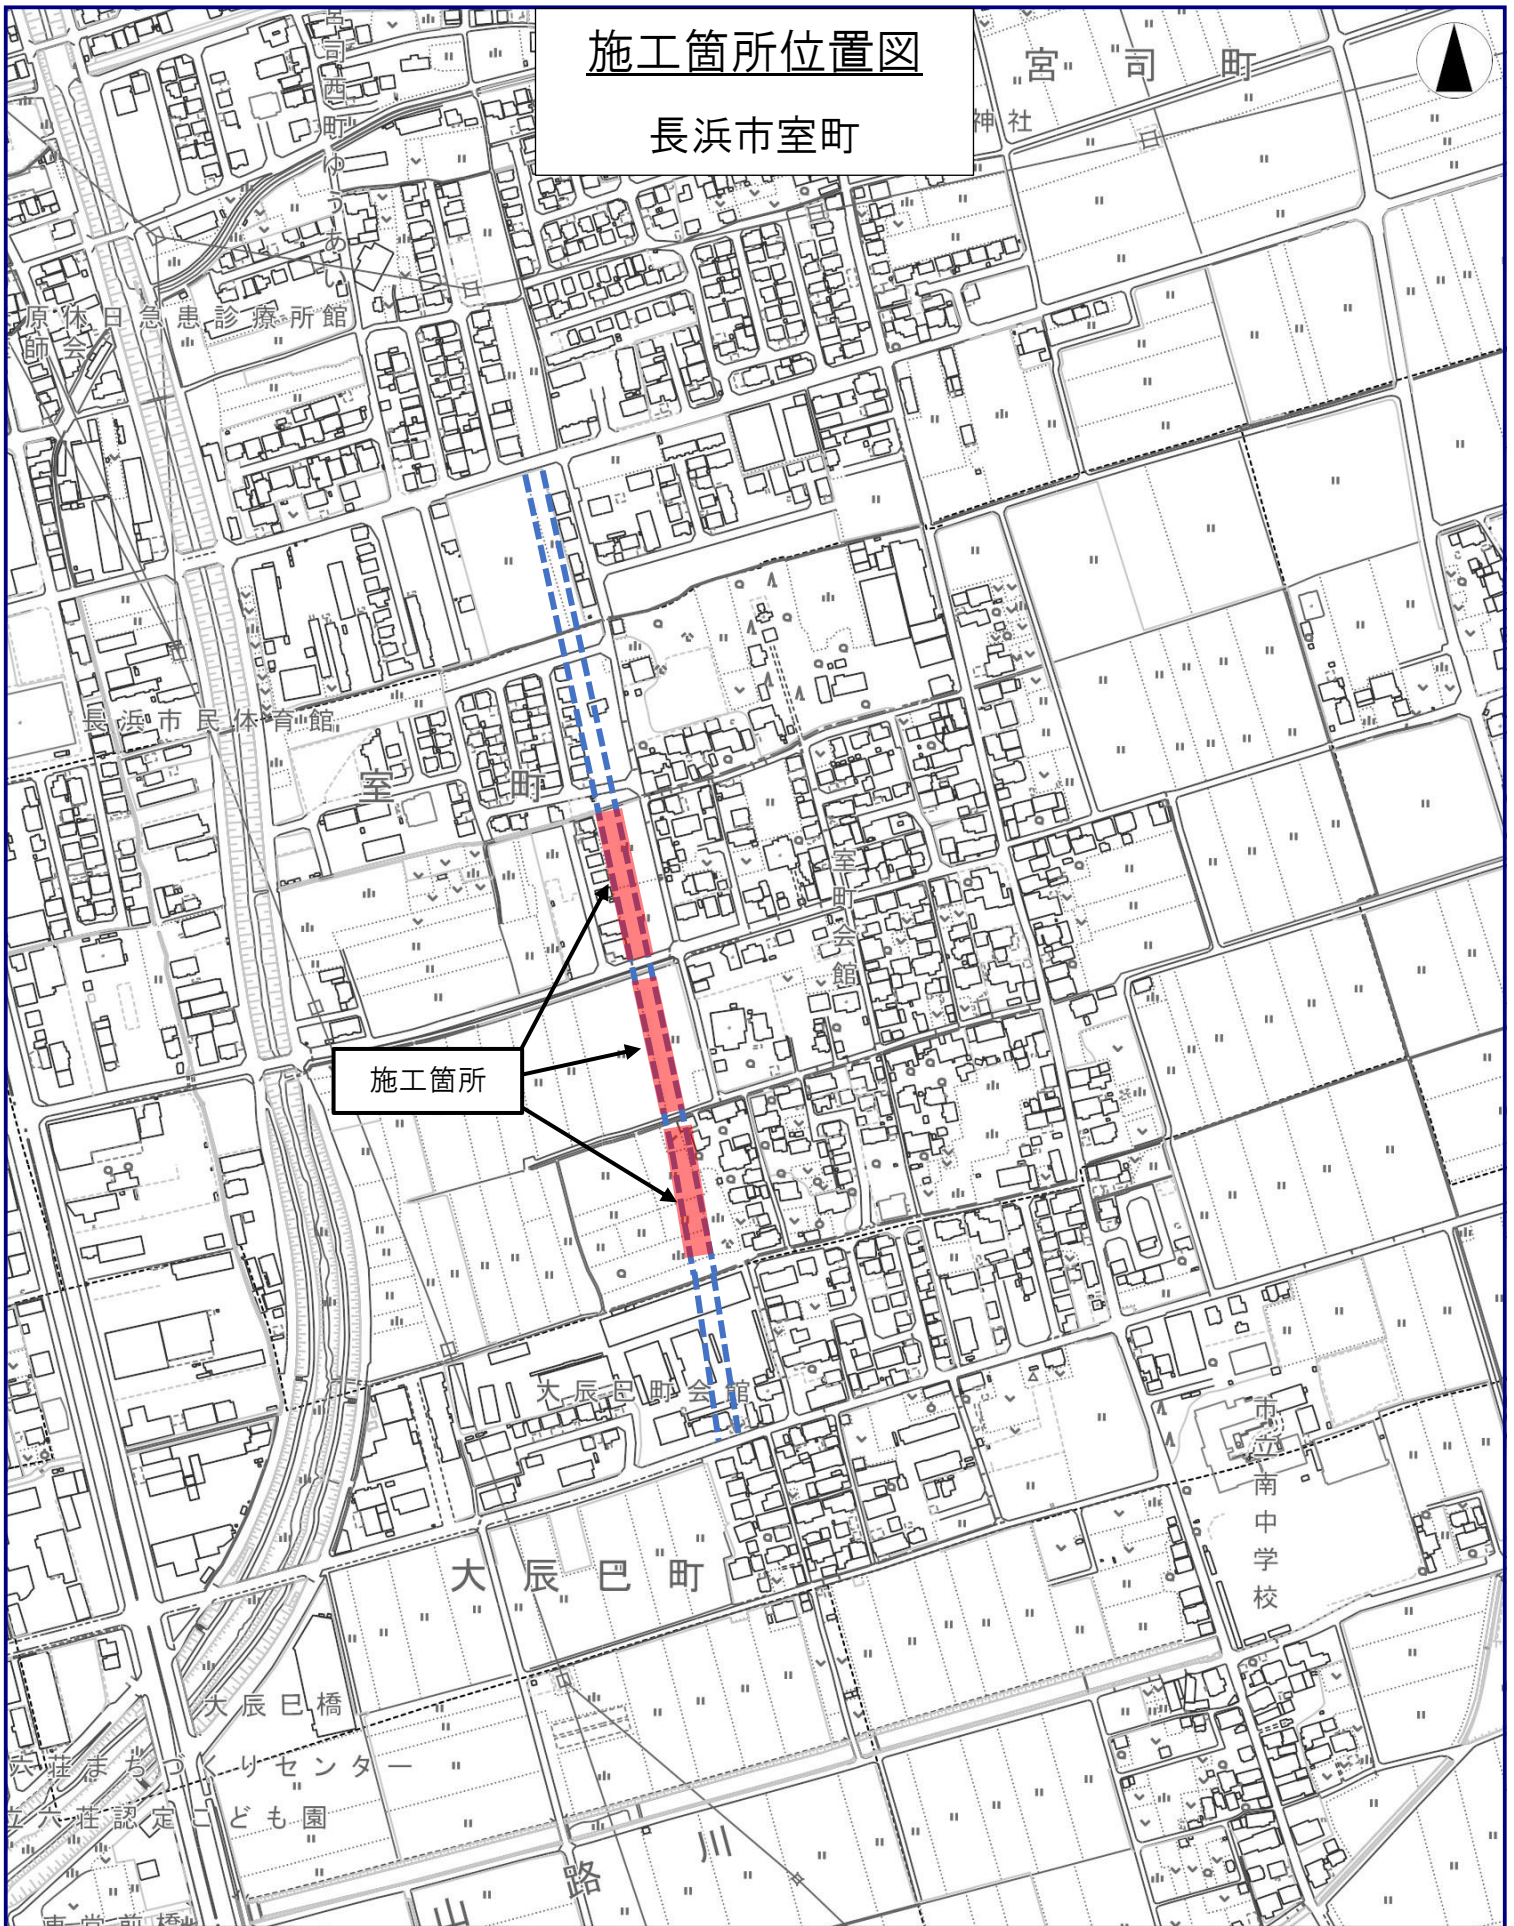 施工箇所位置図
長浜市室町
宮司町
神社
宮司西町ゆうあい
原休日急患診療所館
師会
長浜市民体育館
室町
室町会館
施工箇所
大辰巳町会館
市立南中学校
大辰巳町
大辰巳橋
六荘まちづくりセンター
立六荘認定こども園
山路川